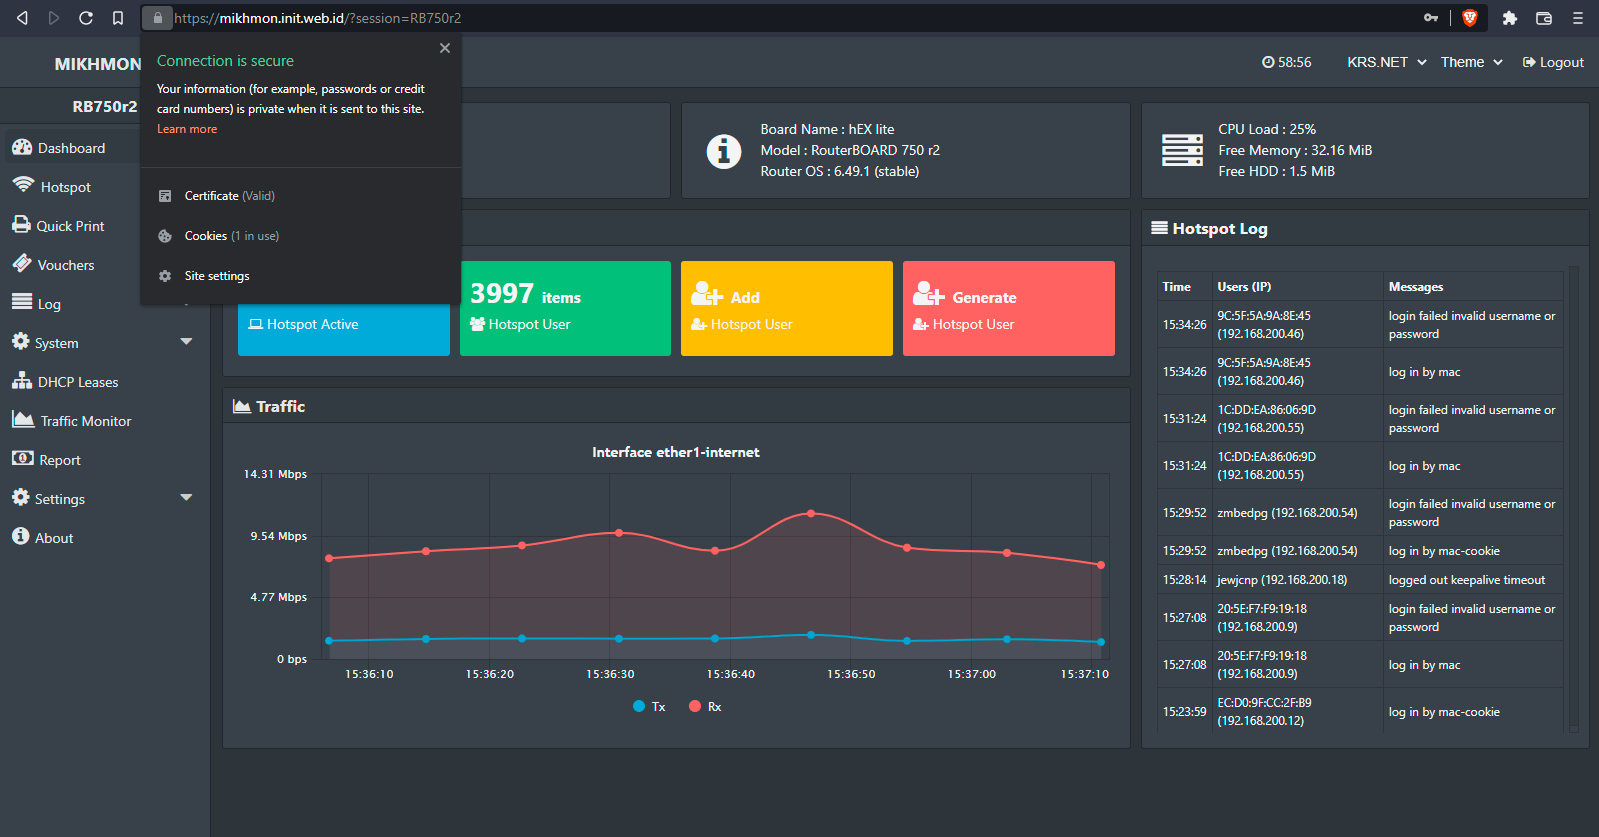 https://mikhmon.init.web.id/?session=RB750r2
MIKHMON
58:56
KRS.NET
Theme
Logout
Connection is secure
Your information (for example, passwords or credit
card numbers) is private when it is sent to this site.
Learn more
Certificate (Valid)
Cookies (1 in use)
Site settings
RB750r2
Dashboard
Hotspot
Quick Print
Vouchers
Log
System
DHCP Leases
Traffic Monitor
Report
Settings
About
Board Name : hEX lite
Model : RouterBOARD 750 r2
Router OS : 6.49.1 (stable)
CPU Load : 25%
Free Memory : 32.16 MiB
Free HDD : 1.5 MiB
Hotspot Active
3997 items
Hotspot User
Add
Hotspot User
Generate
Hotspot User
Traffic
Interface ether1-internet
14.31 Mbps
9.54 Mbps
4.77 Mbps
0 bps
15:36:10 15:36:20 15:36:30 15:36:40 15:36:50 15:37:00 15:37:10
Tx Rx
Hotspot Log
Time Users (IP) Messages
15:34:26 9C:5F:5A:9A:8E:45 (192.168.200.46) login failed invalid username or password
15:34:26 9C:5F:5A:9A:8E:45 (192.168.200.46) log in by mac
15:31:24 1C:DD:EA:86:06:9D (192.168.200.55) login failed invalid username or password
15:31:24 1C:DD:EA:86:06:9D (192.168.200.55) log in by mac
15:29:52 zmbedpg (192.168.200.54) login failed invalid username or password
15:29:52 zmbedpg (192.168.200.54) log in by mac-cookie
15:28:14 jewjcnp (192.168.200.18) logged out keepalive timeout
15:27:08 20:5E:F7:F9:19:18 (192.168.200.9) login failed invalid username or password
15:27:08 20:5E:F7:F9:19:18 (192.168.200.9) log in by mac
15:23:59 EC:D0:9F:CC:2F:B9 (192.168.200.12) log in by mac-cookie